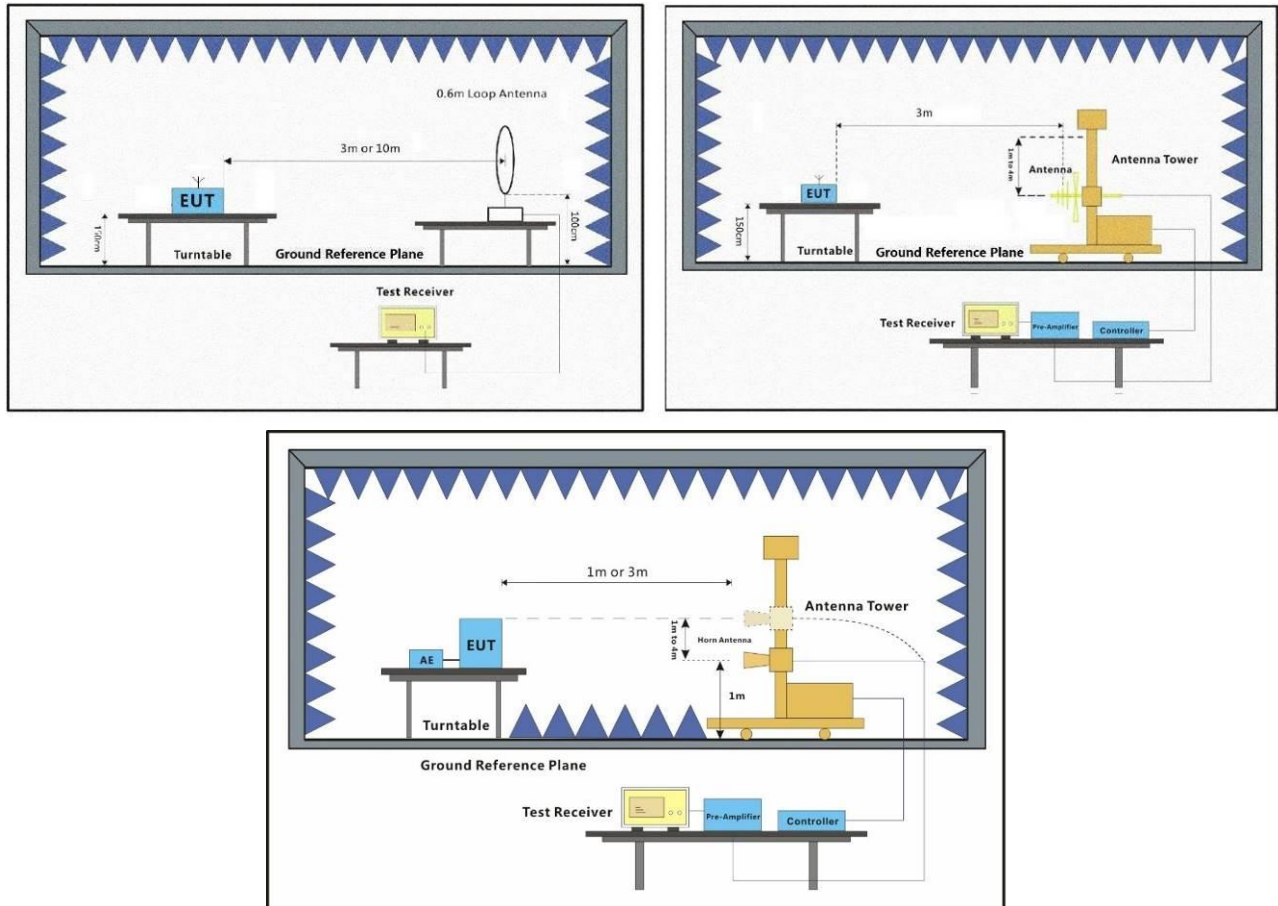 0.6m Loop Antenna
3m or 10m
EUT
150cm
100cm
Turntable
Ground Reference Plane
Test Receiver
3m
1m to 4m
Antenna Tower
Antenna
EUT
150cm
Turntable
Ground Reference Plane
Test Receiver
Pre-Amplifier
Controller
1m or 3m
Antenna Tower
1m to 4m
Horn Antenna
EUT
AE
1m
Turntable
Ground Reference Plane
Test Receiver
Pre-Amplifier
Controller